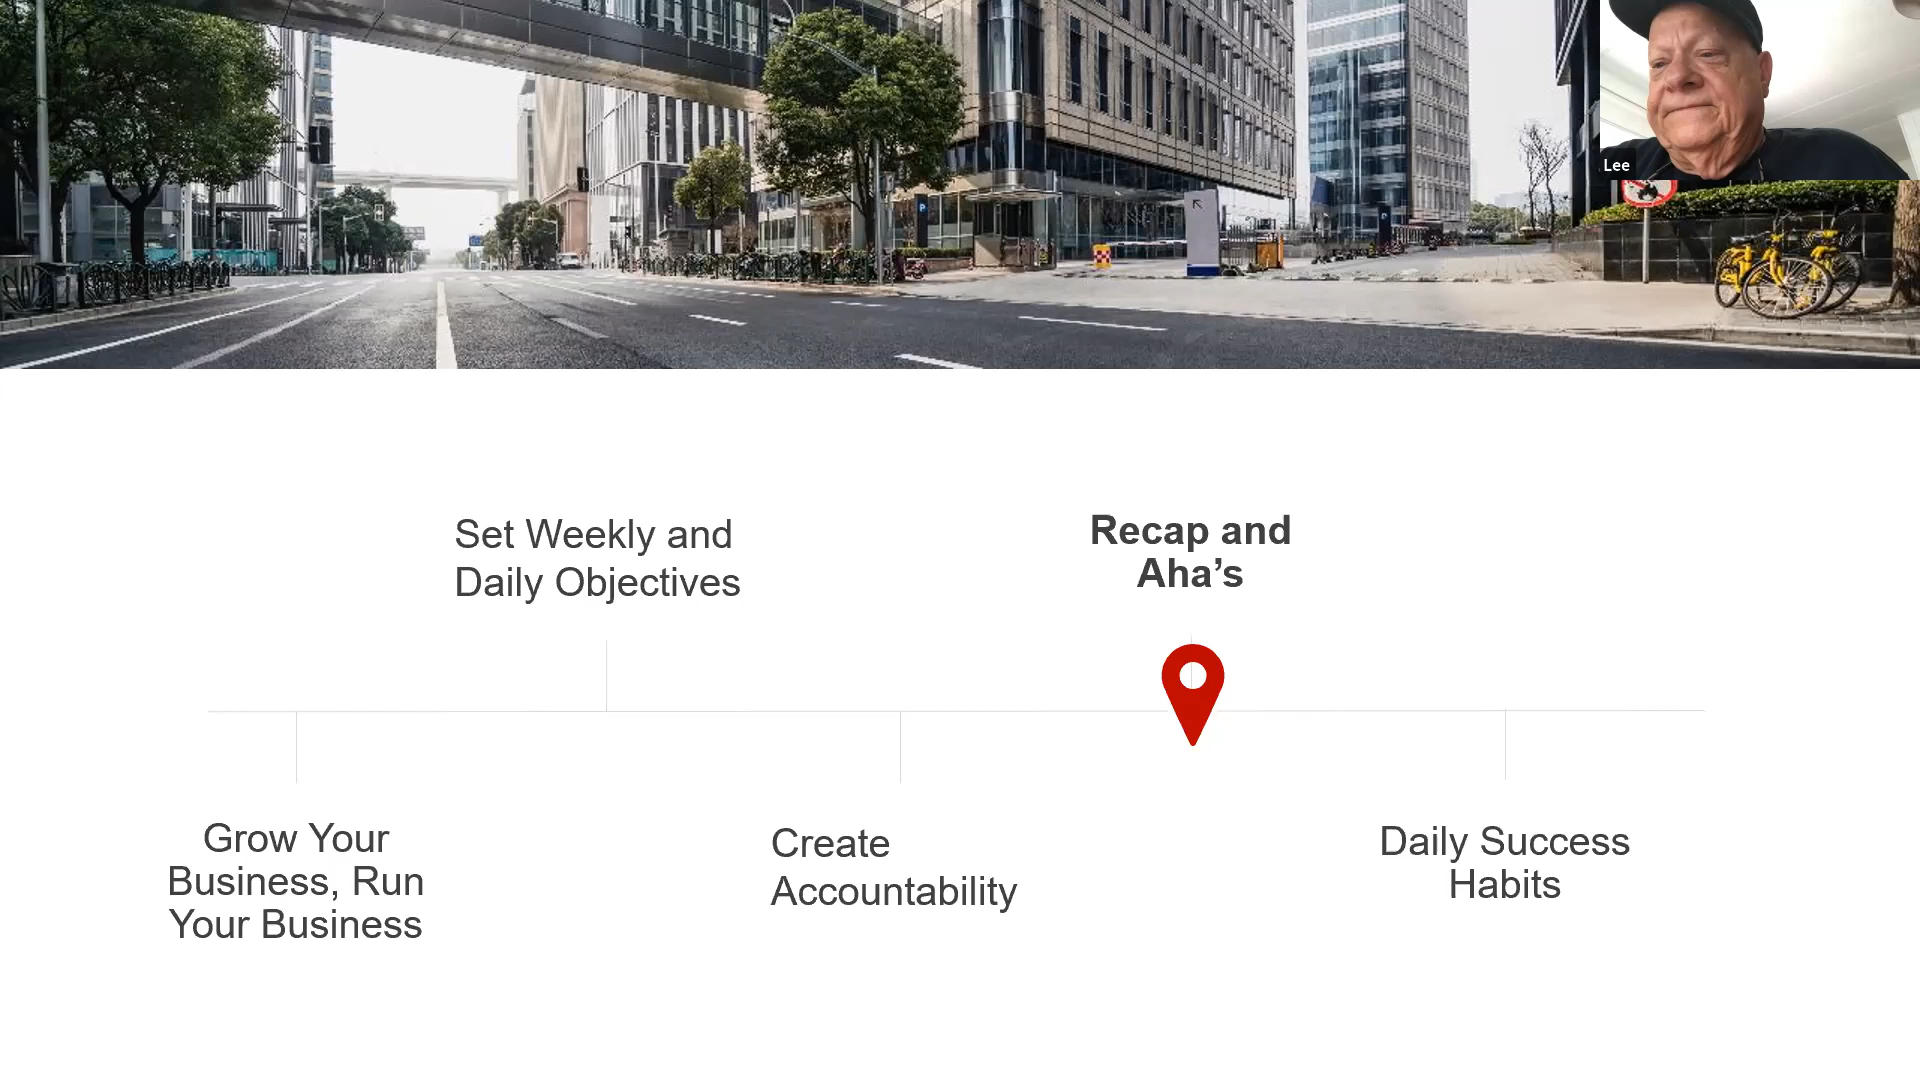 Lee
Set Weekly and
Daily Objectives
Recap and
Aha’s
Grow Your
Business, Run
Your Business
Create
Accountability
Daily Success
Habits